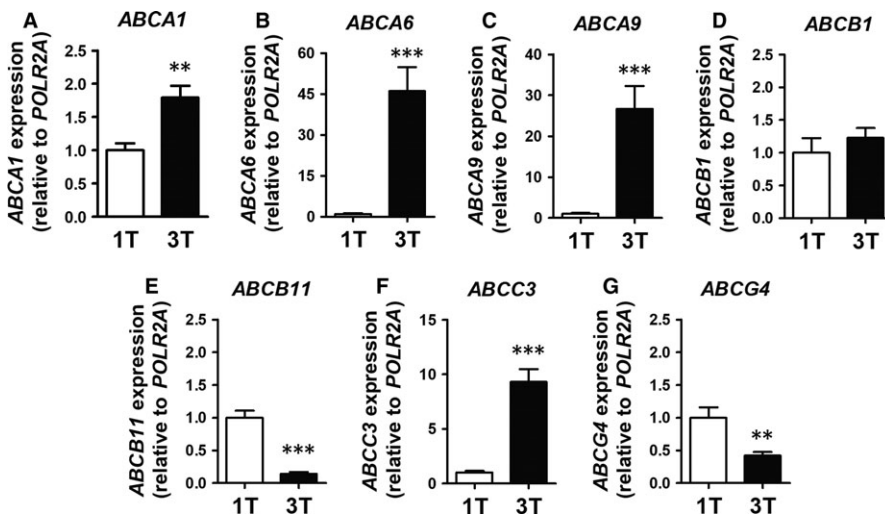 A
ABCA1
ABCA1 expression
(relative to POLR2A)
2.5
2.0
1.5
1.0
0.5
0.0
**
1T 3T
B
ABCA6
ABCA6 expression
(relative to POLR2A)
60
45
30
15
0
***
1T 3T
C
ABCA9
ABCA9 expression
(relative to POLR2A)
40
30
20
10
0
***
1T 3T
D
ABCB1
ABCB1 expression
(relative to POLR2A)
2.5
2.0
1.5
1.0
0.5
0.0
1T 3T
E
ABCB11
ABCB11 expression
(relative to POLR2A)
2.5
2.0
1.5
1.0
0.5
0.0
***
1T 3T
F
ABCC3
ABCC3 expression
(relative to POLR2A)
15
10
5
0
***
1T 3T
G
ABCG4
ABCG4 expression
(relative to POLR2A)
2.5
2.0
1.5
1.0
0.5
0.0
**
1T 3T